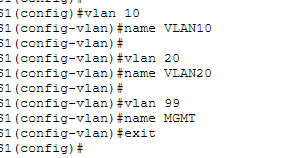 S1(config)#
S1(config)#vlan 10
S1(config-vlan)#name VLAN10
S1(config-vlan)#
S1(config-vlan)#vlan 20
S1(config-vlan)#name VLAN20
S1(config-vlan)#
S1(config-vlan)#vlan 99
S1(config-vlan)#name MGMT
S1(config-vlan)#exit
S1(config)#